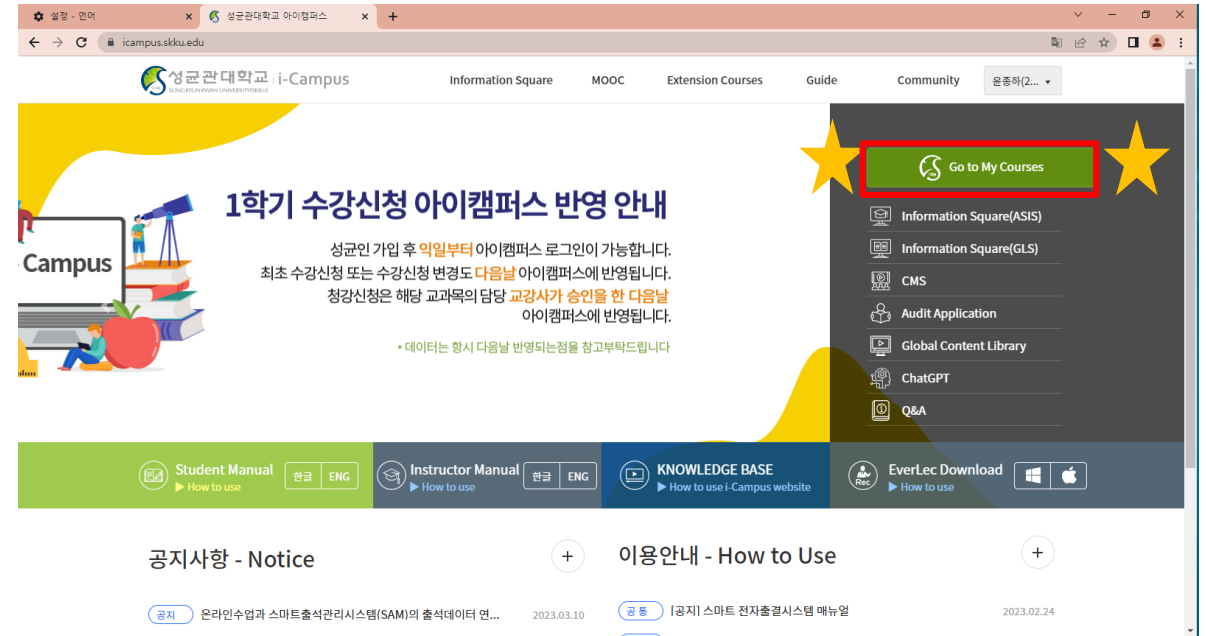 설정 - 언어
성균관대학교 아이캠퍼스
icampus.skku.edu
성균관대학교 i-Campus
SUNGKYUNKWAN UNIVERSITY(SKKU)
Information Square
MOOC
Extension Courses
Guide
Community
윤종하(2...
Go to My Courses
Information Square(ASIS)
Information Square(GLS)
CMS
Audit Application
Global Content Library
ChatGPT
Q&A
Campus
1학기 수강신청 아이캠퍼스 반영 안내
성균인 가입 후 익일부터 아이캠퍼스 로그인이 가능합니다.
최초 수강신청 또는 수강신청 변경도 다음날 아이캠퍼스에 반영됩니다.
청강신청은 해당 교과목의 담당 교강사가 승인을 한 다음날
아이캠퍼스에 반영됩니다.
* 데이터는 항시 다음날 반영되는점을 참고부탁드립니다
Student Manual
How to use
한글 ENG
Instructor Manual
How to use
한글 ENG
KNOWLEDGE BASE
How to use i-Campus website
Rec
EverLec Download
How to use
공지사항 - Notice
+
공지 온라인수업과 스마트출석관리시스템(SAM)의 출석데이터 연... 2023.03.10
이용안내 - How to Use
+
공통 [공지] 스마트 전자출결시스템 매뉴얼 2023.02.24